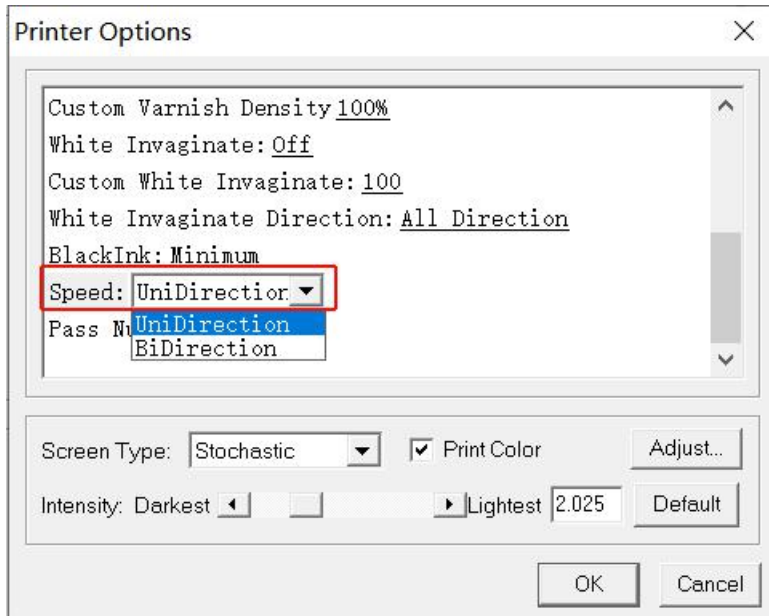 Printer Options
Custom Varnish Density 100%
White Invaginate: Off
Custom White Invaginate: 100
White Invaginate Direction: All Direction
BlackInk: Minimum
Speed: UniDirection
UniDirection
BiDirection
Pass
Screen Type: Stochastic Print Color Adjust...
Intensity: Darkest Lightest 2.025 Default
OK Cancel